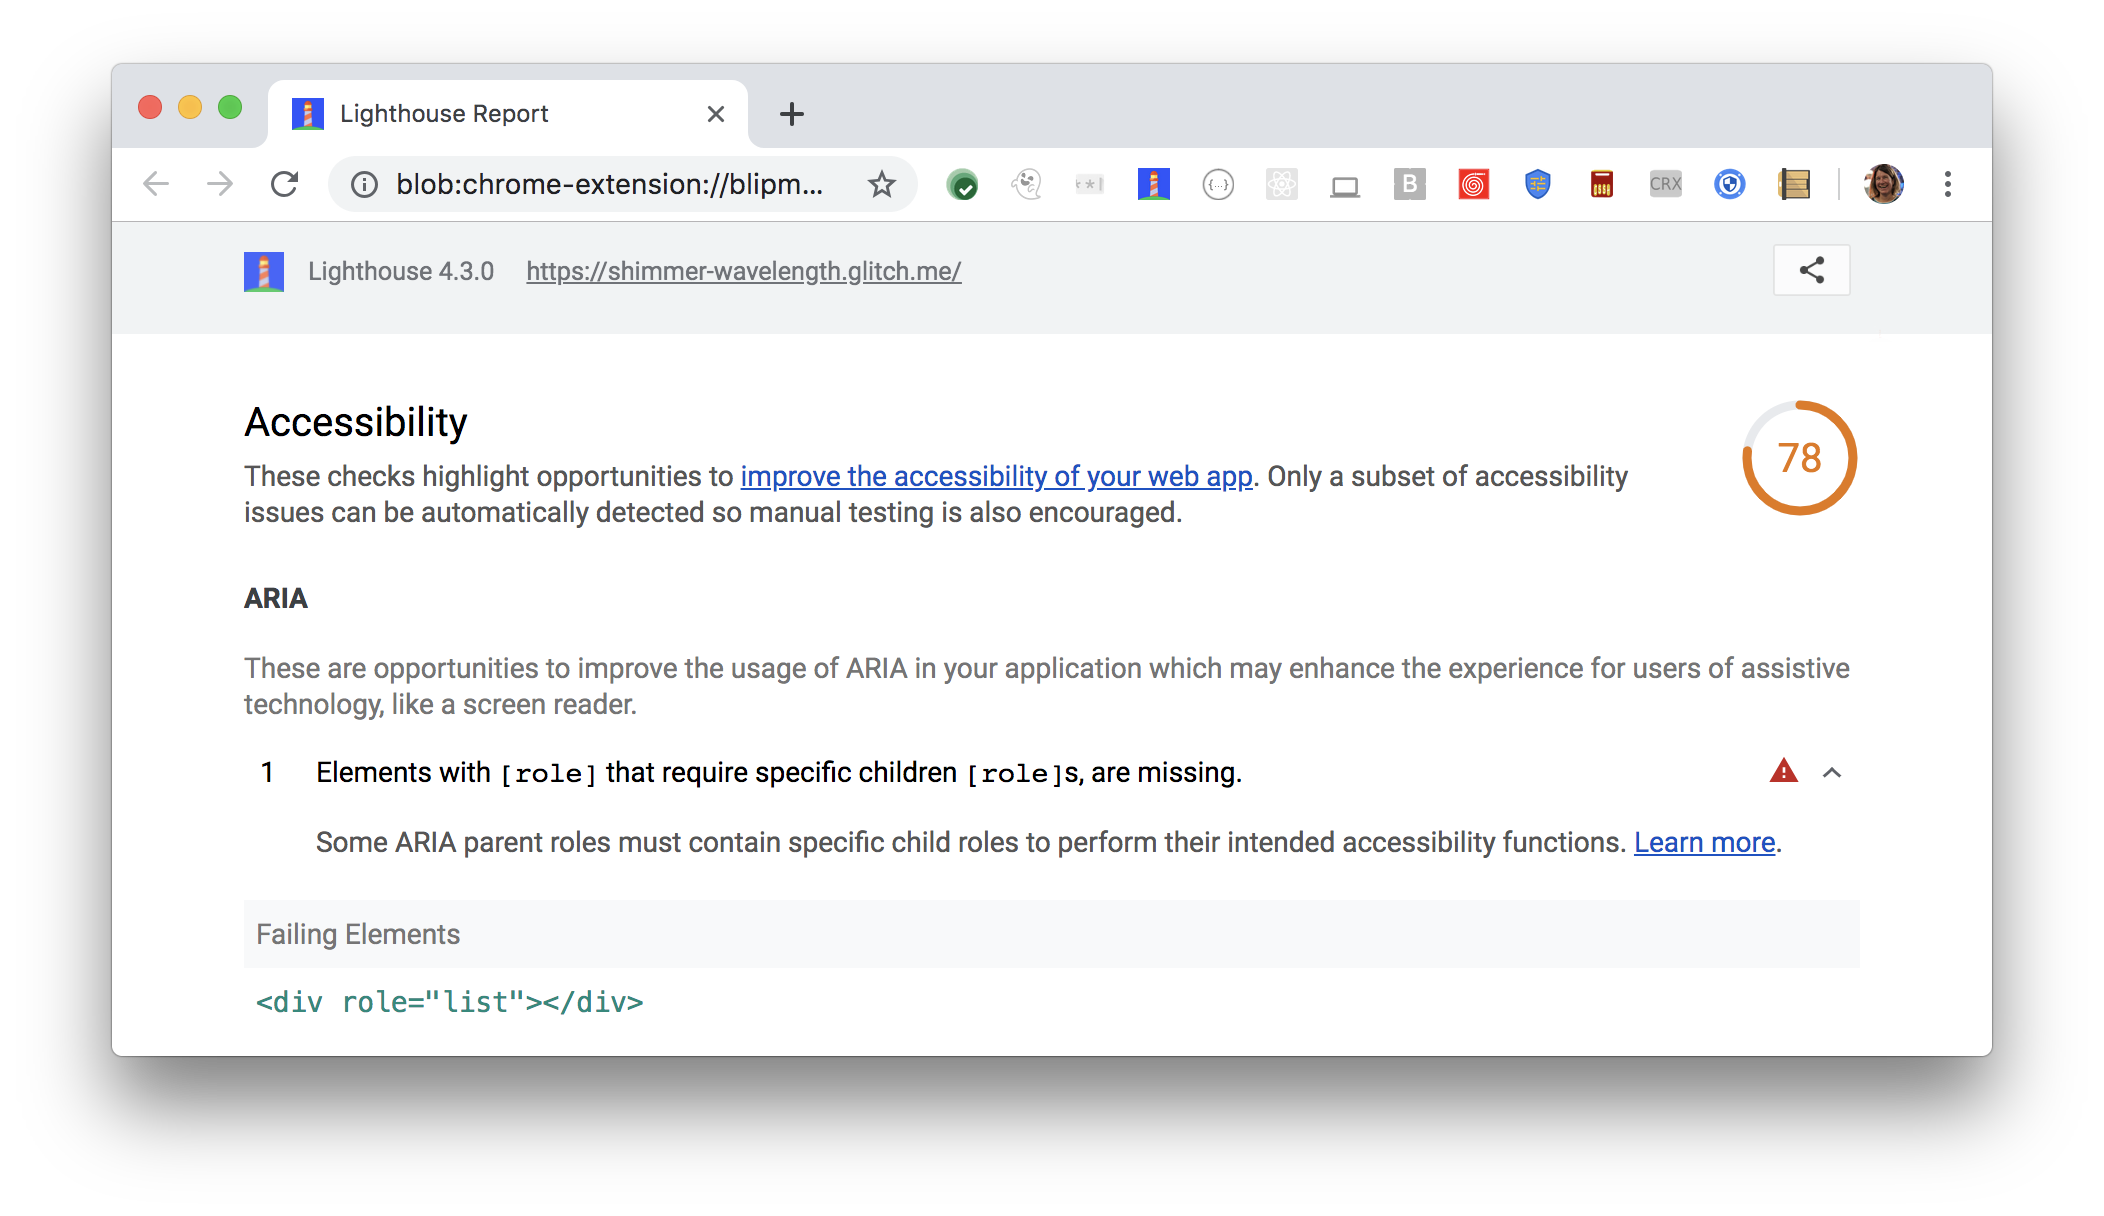 Lighthouse Report
blob:chrome-extension://blipm...
{...}
B
CRX
Lighthouse 4.3.0 https://shimmer-wavelength.glitch.me/
Accessibility
78
These checks highlight opportunities to improve the accessibility of your web app. Only a subset of accessibility
issues can be automatically detected so manual testing is also encouraged.
ARIA
These are opportunities to improve the usage of ARIA in your application which may enhance the experience for users of assistive
technology, like a screen reader.
1 Elements with [role] that require specific children [role]s, are missing.
Some ARIA parent roles must contain specific child roles to perform their intended accessibility functions. Learn more.
Failing Elements
<div role="list"></div>